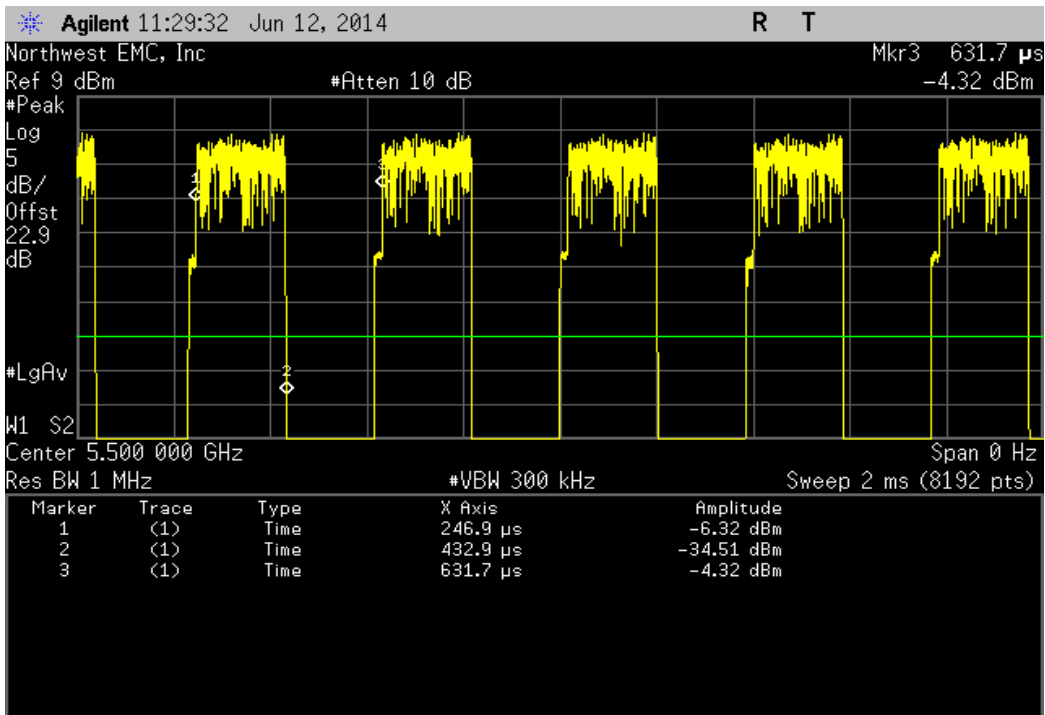 Agilent 11:29:32 Jun 12, 2014 R T
Northwest EMC, Inc Mkr3 631.7 µs
Ref 9 dBm #Atten 10 dB -4.32 dBm
#Peak
Log
5
dB/
Offst
22.9
dB
1
3
2
#LgAv
W1 S2
Center 5.500 000 GHz Span 0 Hz
Res BW 1 MHz #VBW 300 kHz Sweep 2 ms (8192 pts)
Marker Trace Type X Axis Amplitude
1 (1) Time 246.9 µs -6.32 dBm
2 (1) Time 432.9 µs -34.51 dBm
3 (1) Time 631.7 µs -4.32 dBm